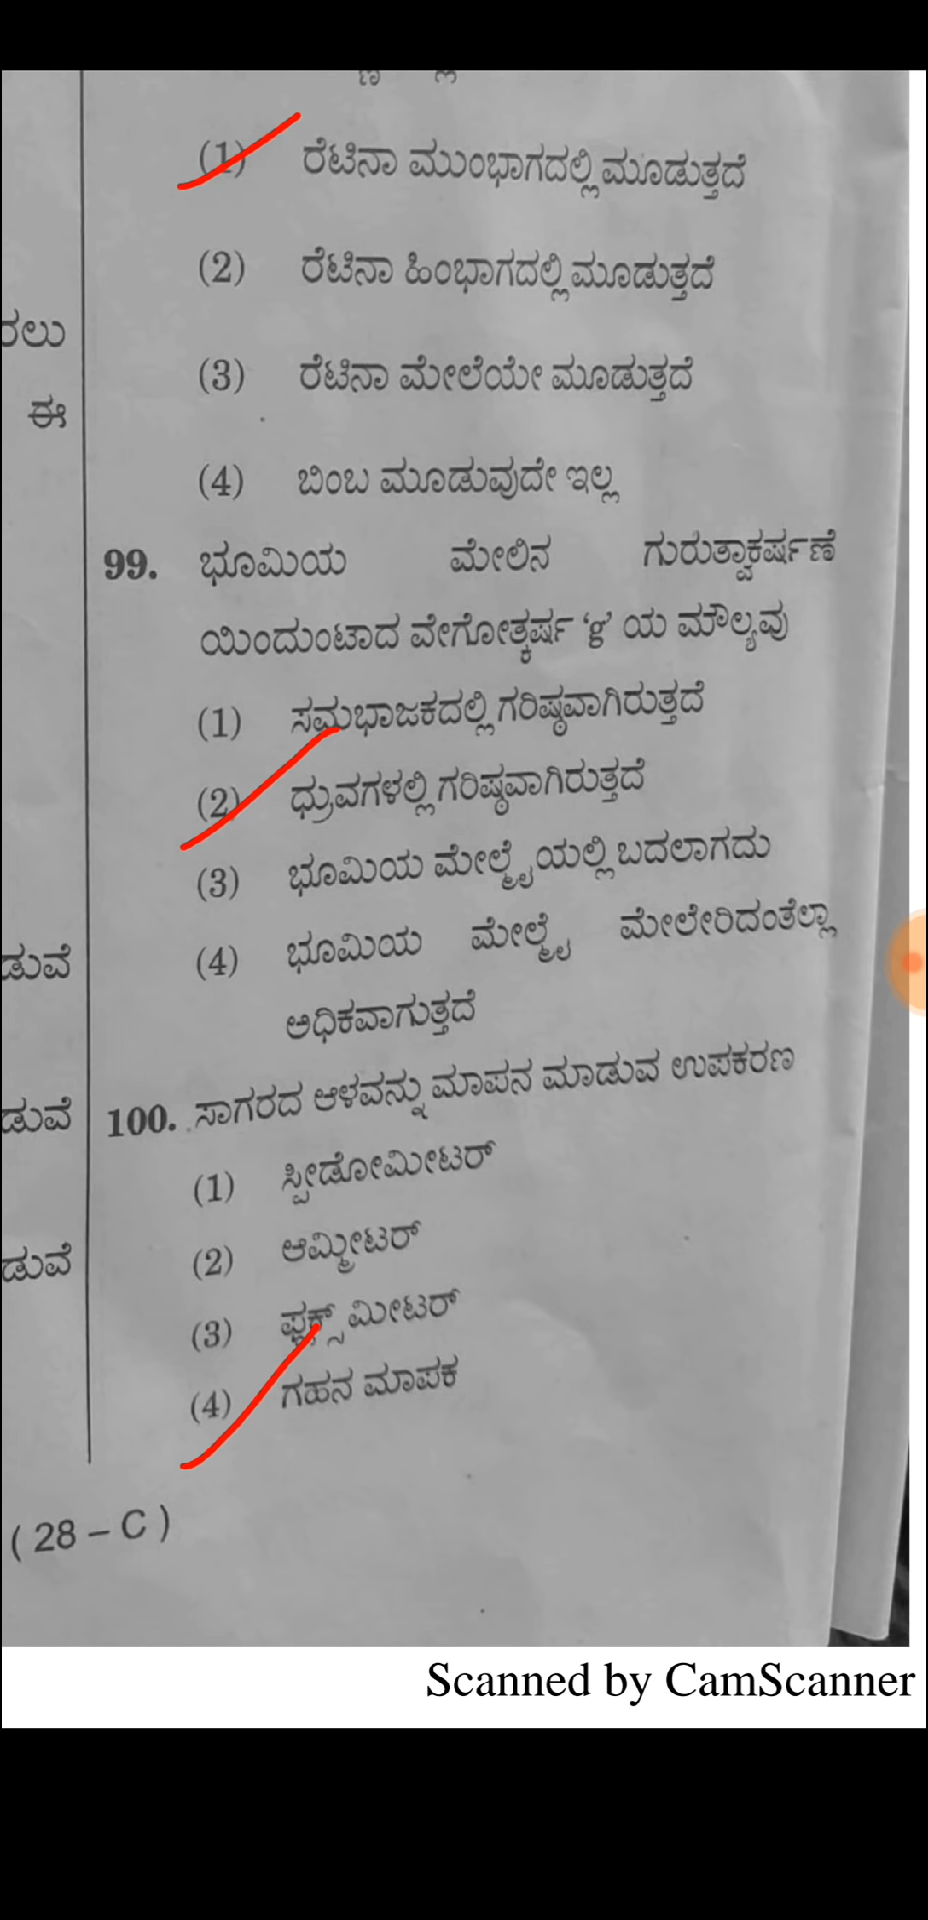 (1) ರೆಟಿನಾ ಮುಂಭಾಗದಲ್ಲಿ ಮೂಡುತ್ತದೆ
(2) ರೆಟಿನಾ ಹಿಂಭಾಗದಲ್ಲಿ ಮೂಡುತ್ತದೆ
ರಲು
(3) ರೆಟಿನಾ ಮೇಲೆಯೇ ಮೂಡುತ್ತದೆ
ಈ
(4) ಬಿಂಬ ಮೂಡುವುದೇ ಇಲ್ಲ
99. ಭೂಮಿಯ ಮೇಲಿನ ಗುರುತ್ವಾಕರ್ಷಣೆ
ಯಿಂದುಂಟಾದ ವೇಗೋತ್ಕರ್ಷ 'g' ಯ ಮೌಲ್ಯವು
(1) ಸಮಭಾಜಕದಲ್ಲಿ ಗರಿಷ್ಠವಾಗಿರುತ್ತದೆ
(2) ಧ್ರುವಗಳಲ್ಲಿ ಗರಿಷ್ಠವಾಗಿರುತ್ತದೆ
(3) ಭೂಮಿಯ ಮೇಲ್ಮೈಯಲ್ಲಿ ಬದಲಾಗದು
(4) ಭೂಮಿಯ ಮೇಲ್ಮೈ ಮೇಲೇರಿದಂತೆಲ್ಲಾ
ಡುವೆ
ಅಧಿಕವಾಗುತ್ತದೆ
100. ಸಾಗರದ ಆಳವನ್ನು ಮಾಪನ ಮಾಡುವ ಉಪಕರಣ
ಡುವೆ
(1) ಸ್ಪೀಡೋಮೀಟರ್
(2) ಆಮ್ಮೀಟರ್
ಡುವೆ
(3) ಫ್ಲಕ್ಸ್ ಮೀಟರ್
(4) ಗಹನ ಮಾಪಕ
( 28 – C )
Scanned by CamScanner